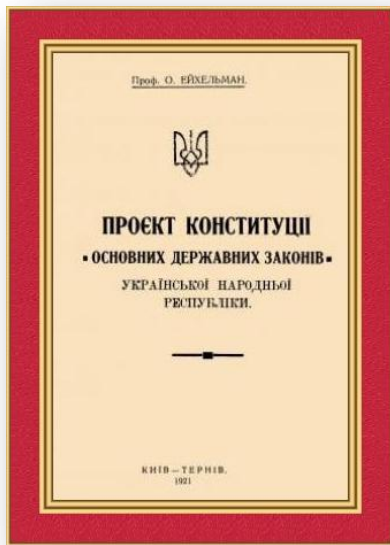 Проф. О. ЕЙХЕЛЬМАН.
ПРОЄКТ КОНСТИТУЦІЇ
▪ ОСНОВНИХ ДЕРЖАВНИХ ЗАКОНІВ ▪
УКРАЇНСЬКОЇ НАРОДНЬОЇ
РЕСПУБЛІКИ.
КИЇВ—ТЕРНІВ.
1921